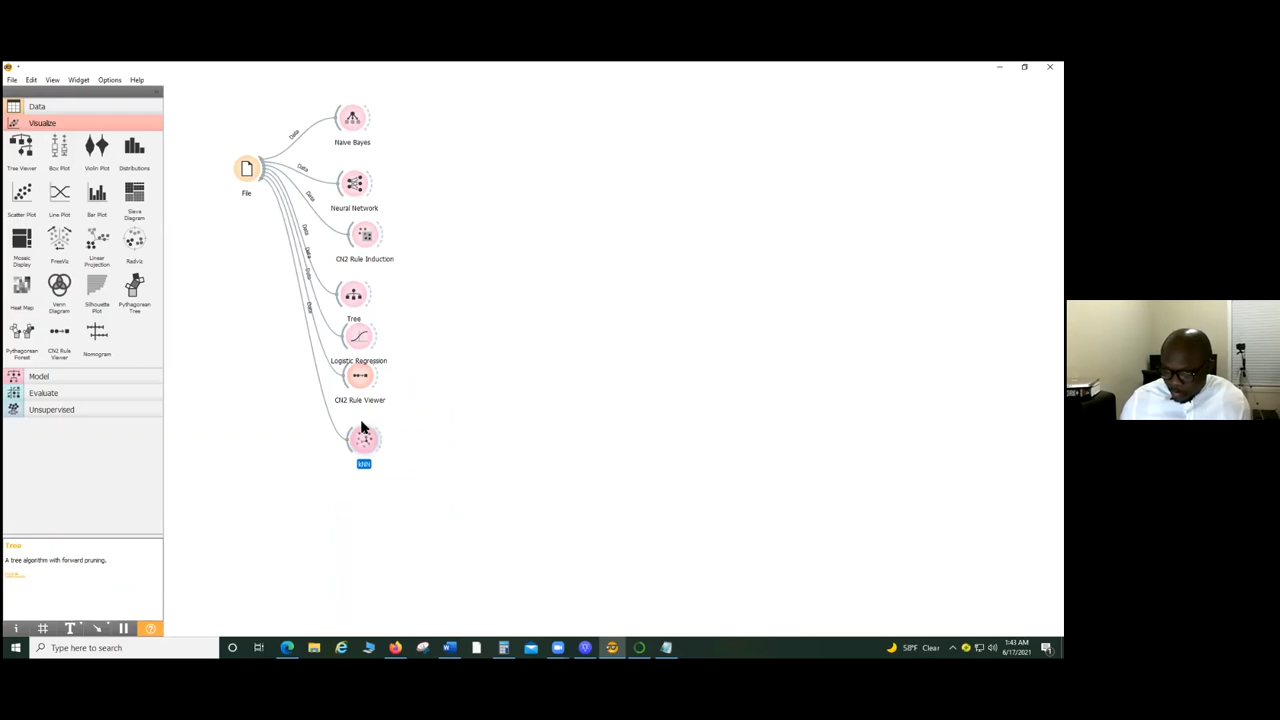 File Edit View Widget Options Help
Data
Visualize
Tree Viewer Box Plot Violin Plot Distributions
Scatter Plot Line Plot Bar Plot Sieve Diagram
Mosaic Display FreeViz Linear Projection Radviz
Heat Map Venn Diagram Silhouette Plot Pythagorean Tree
Pythagorean Forest CN2 Rule Viewer Nomogram
Model
Evaluate
Unsupervised
Tree
A tree algorithm with forward pruning.
File
Data
Data
Data
Data
Data
Data
Data
Naive Bayes
Neural Network
CN2 Rule Induction
Tree
Logistic Regression
CN2 Rule Viewer
kNN
Type here to search
58°F Clear
1:43 AM
6/17/2021